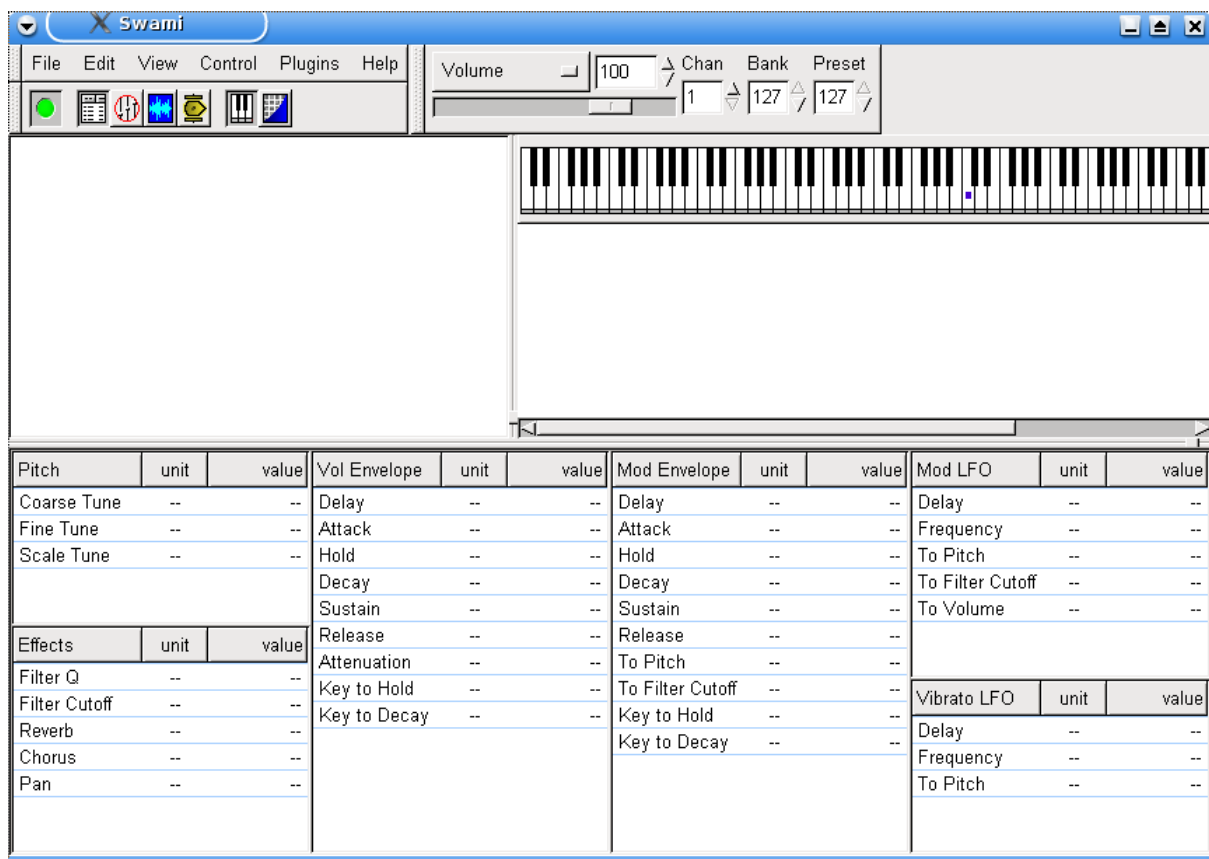 Swami
File Edit View Control Plugins Help
Volume 100 Chan Bank Preset
1 127 127
Pitch unit value
Coarse Tune -- --
Fine Tune -- --
Scale Tune -- --
Effects unit value
Filter Q -- --
Filter Cutoff -- --
Reverb -- --
Chorus -- --
Pan -- --
Vol Envelope unit value
Delay -- --
Attack -- --
Hold -- --
Decay -- --
Sustain -- --
Release -- --
Attenuation -- --
Key to Hold -- --
Key to Decay -- --
Mod Envelope unit value
Delay -- --
Attack -- --
Hold -- --
Decay -- --
Sustain -- --
Release -- --
To Pitch -- --
To Filter Cutoff -- --
Key to Hold -- --
Key to Decay -- --
Mod LFO unit value
Delay -- --
Frequency -- --
To Pitch -- --
To Filter Cutoff -- --
To Volume -- --
Vibrato LFO unit value
Delay -- --
Frequency -- --
To Pitch -- --